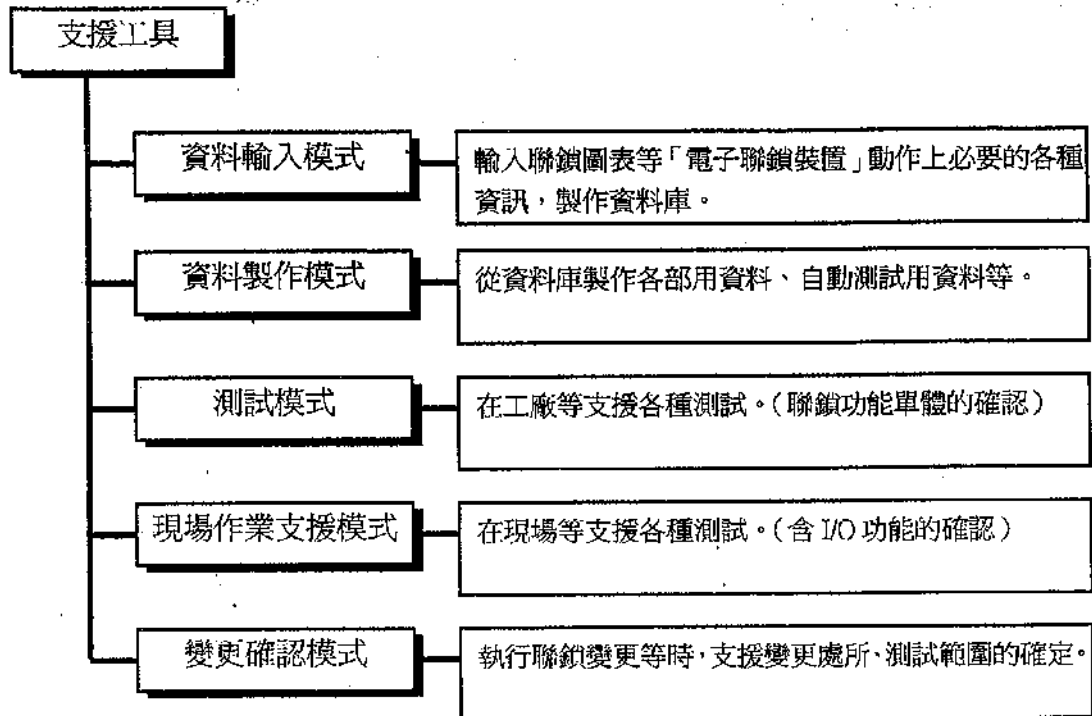 支援工具
資料輸入模式
輸入聯鎖圖表等「電子聯鎖裝置」動作上必要的各種
資訊，製作資料庫。
資料製作模式
從資料庫製作各部用資料、自動測試用資料等。
測試模式
在工廠等支援各種測試。（聯鎖功能單體的確認）
現場作業支援模式
在現場等支援各種測試。（含 I/O 功能的確認）
變更確認模式
執行聯鎖變更等時，支援變更處所、測試範圍的確定。